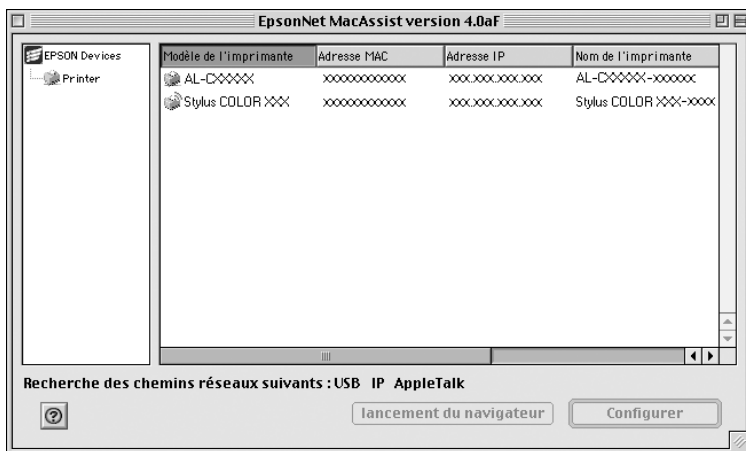 EpsonNet MacAssist version 4.0aF
EPSON Devices
Printer
Modèle de l'imprimante Adresse MAC Adresse IP Nom de l'imprimante
AL-CXXXXX XXXXXXXXXXXX XXX.XXX.XXX.XXX AL-CXXXXX-XXXXXX
Stylus COLOR XXX XXXXXXXXXXXX XXX.XXX.XXX.XXX Stylus COLOR XXX-XXXX
Recherche des chemins réseaux suivants : USB IP AppleTalk
?
lancement du navigateur
Configurer